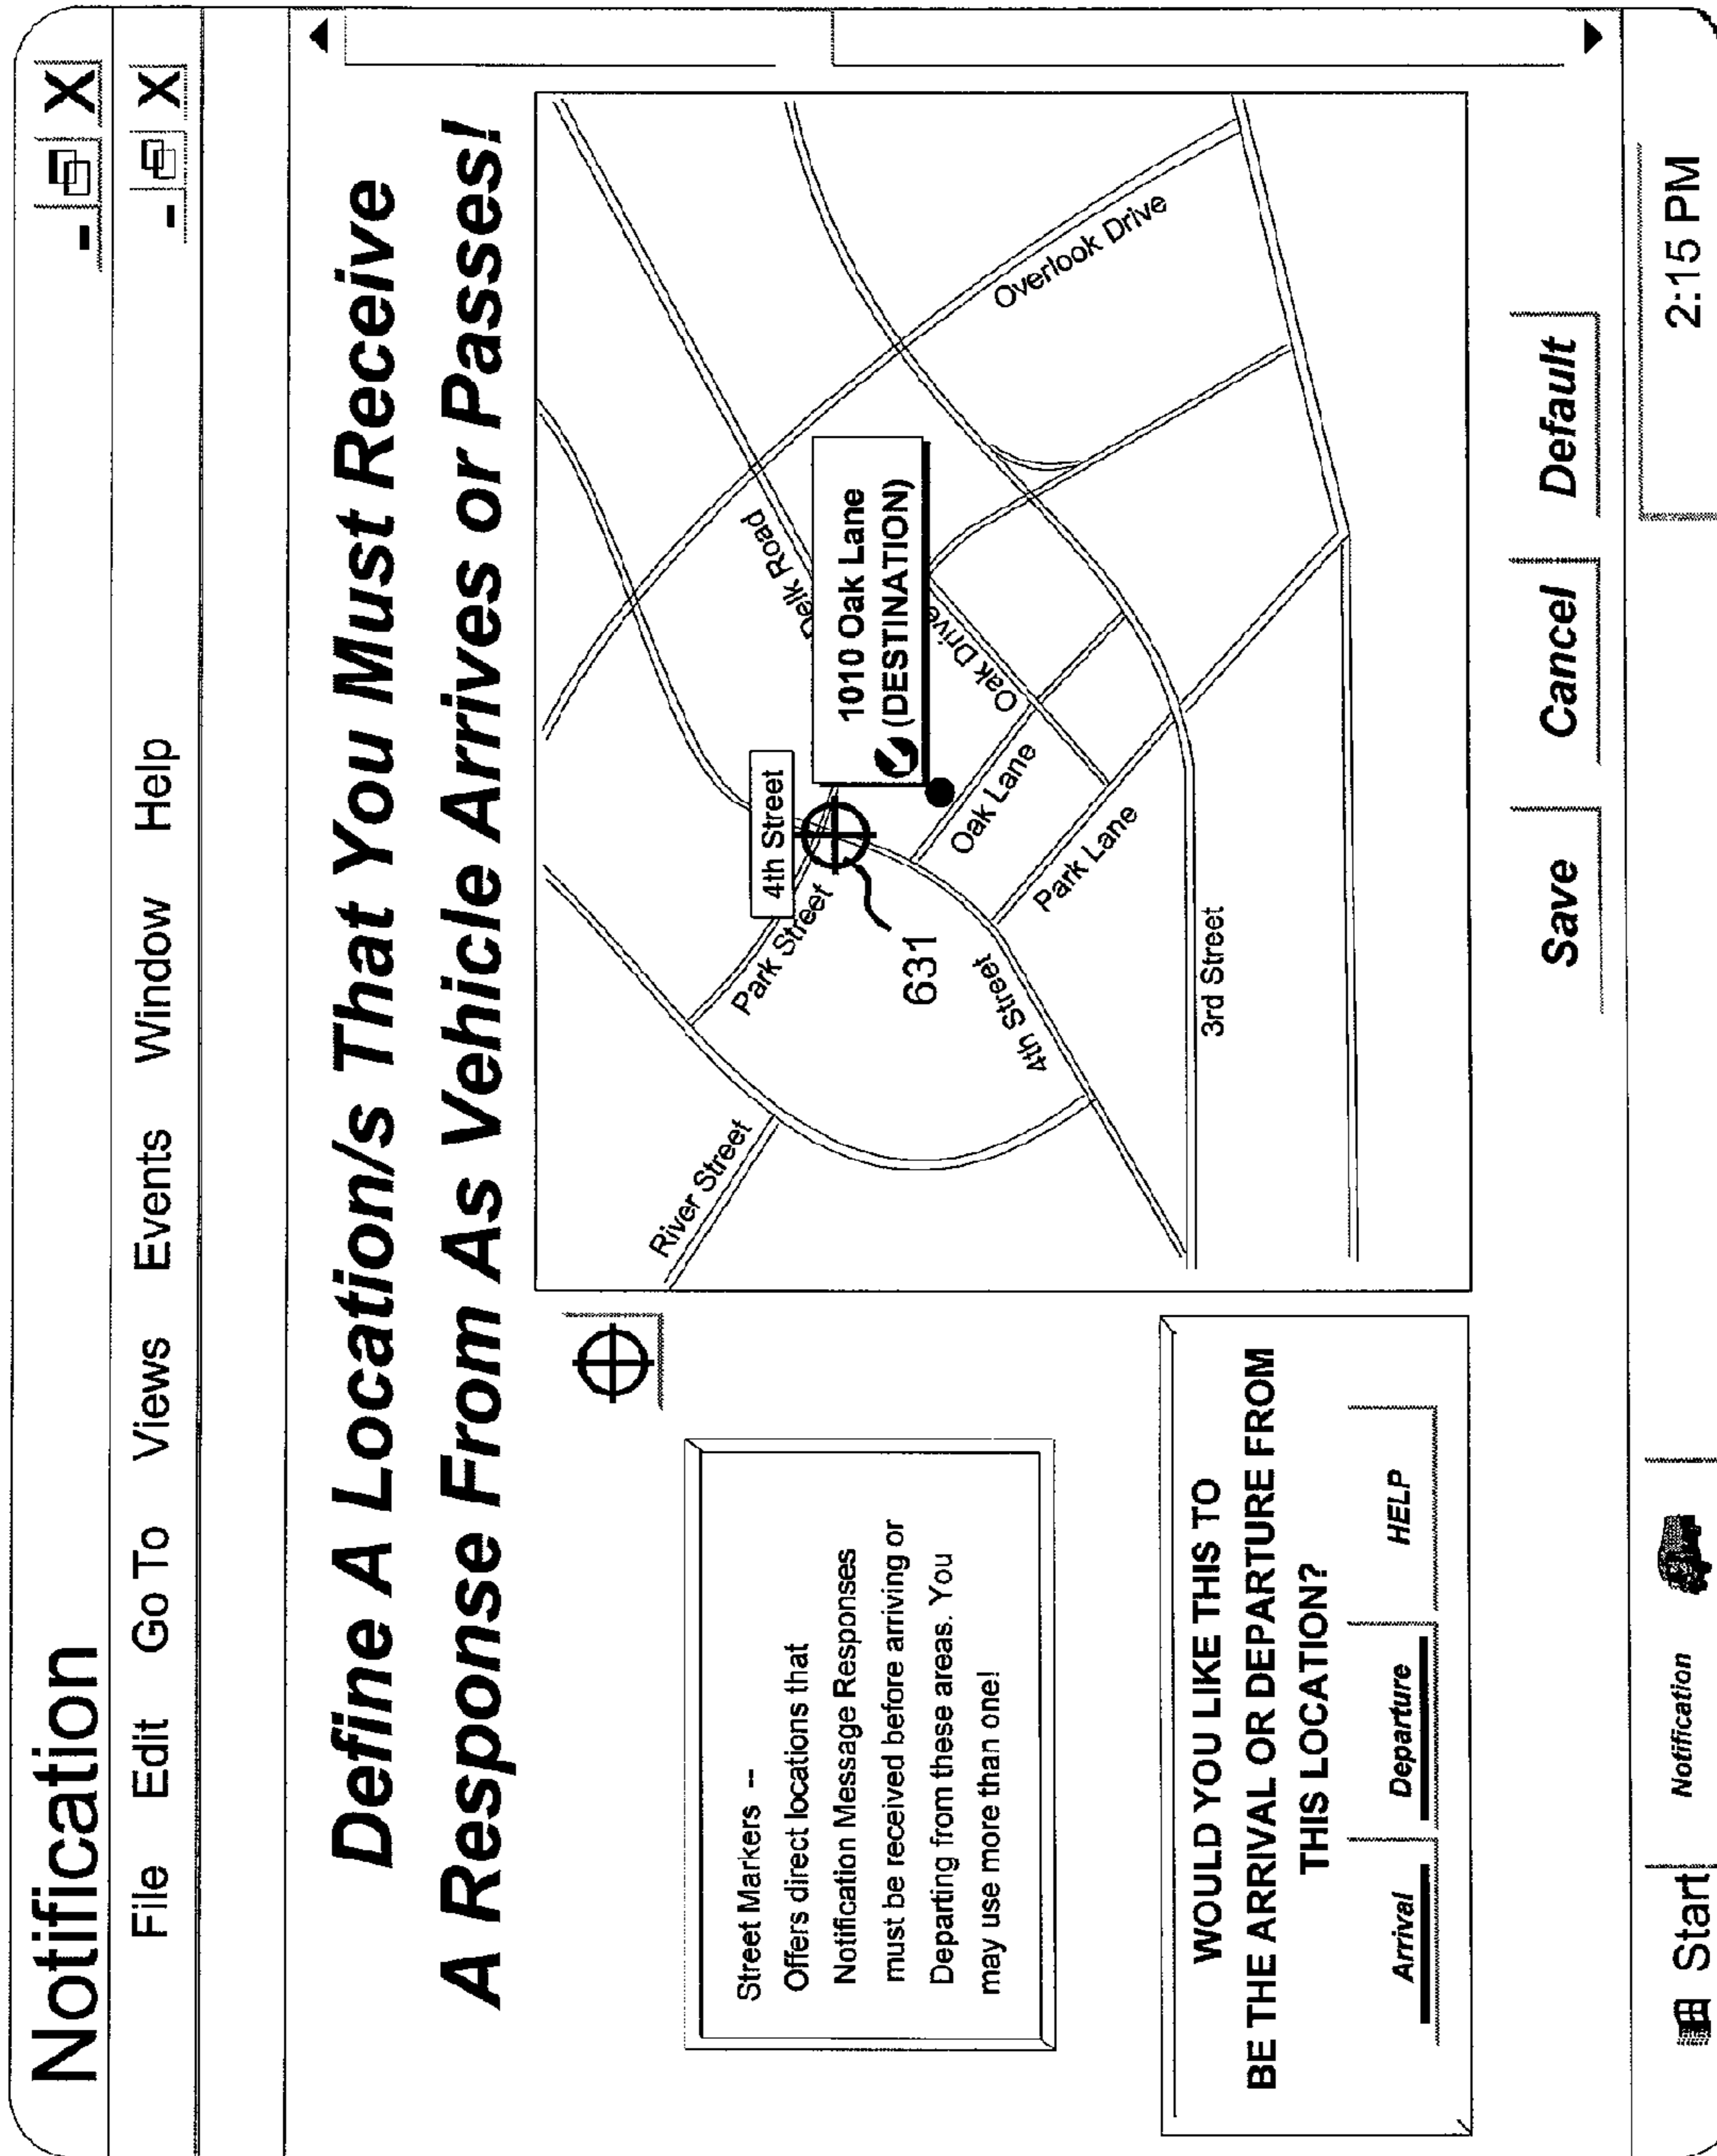 Notification
X
File Edit Go To Views Events Window Help
X
Define A Location/s That You Must Receive
A Response From As Vehicle Arrives or Passes!
Street Markers --
Offers direct locations that
Notification Message Responses
must be received before arriving or
Departing from these areas. You
may use more than one!
WOULD YOU LIKE THIS TO
BE THE ARRIVAL OR DEPARTURE FROM
THIS LOCATION?
Arrival Departure HELP
River Street
Park Street
4th Street
631
4th Street
Road
1010 Oak Lane
(DESTINATION)
Oak Drive
Oak Lane
Park Lane
3rd Street
Overlook Drive
Save Cancel Default
Start Notification 2:15 PM